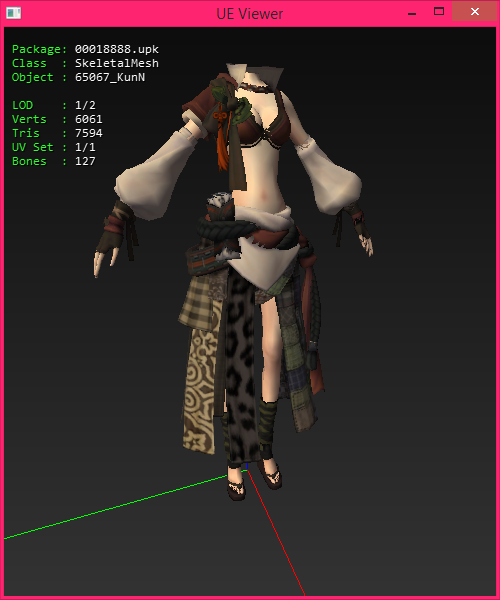 UE Viewer
Package: 00018888.upk
Class  : SkeletalMesh
Object : 65067_KunN
LOD    : 1/2
Verts  : 6061
Tris   : 7594
UV Set : 1/1
Bones  : 127